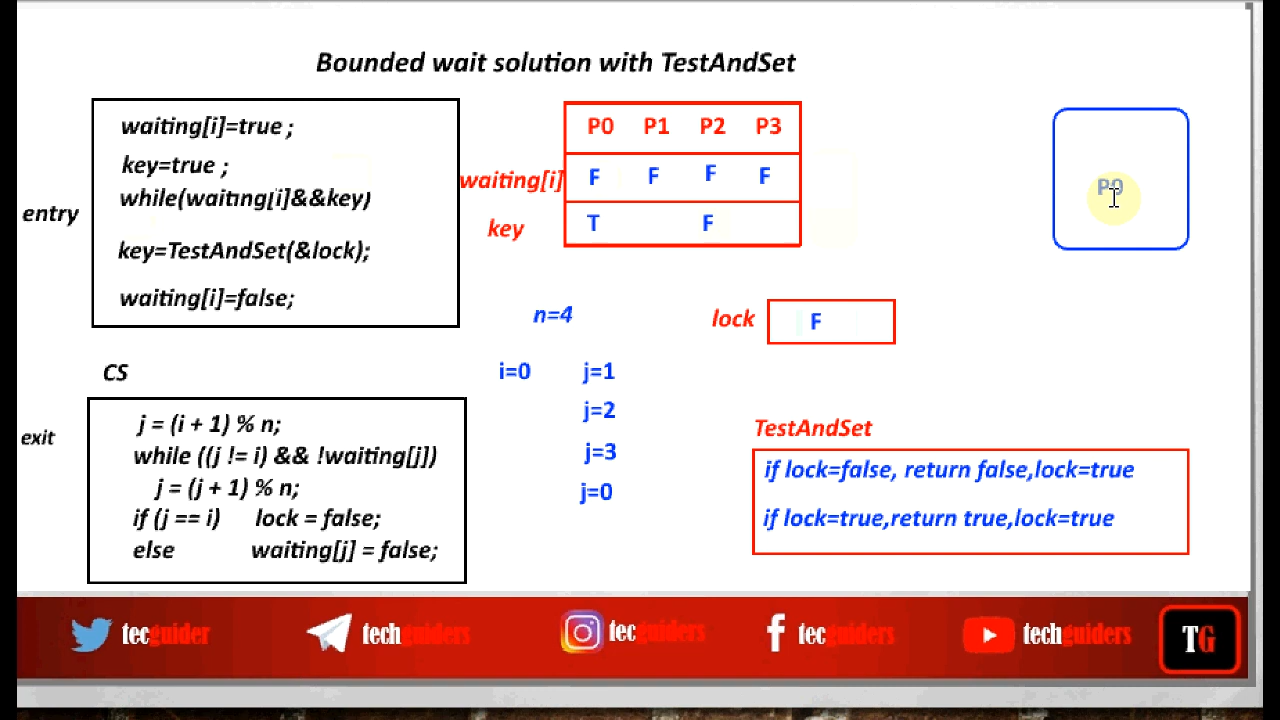 Bounded wait solution with TestAndSet
entry
waiting[i]=true ;
key=true ;
while(waiting[i]&&key)
key=TestAndSet(&lock);
waiting[i]=false;
P0 P1 P2 P3
waiting[i] F F F F
key T F
P0
n=4
lock F
i=0 j=1
j=2
j=3
j=0
CS
exit
j = (i + 1) % n;
while ((j != i) && !waiting[j])
j = (j + 1) % n;
if (j == i) lock = false;
else waiting[j] = false;
TestAndSet
if lock=false, return false,lock=true
if lock=true,return true,lock=true
tecguider techguiders tecguiders tecguiders techguiders TG